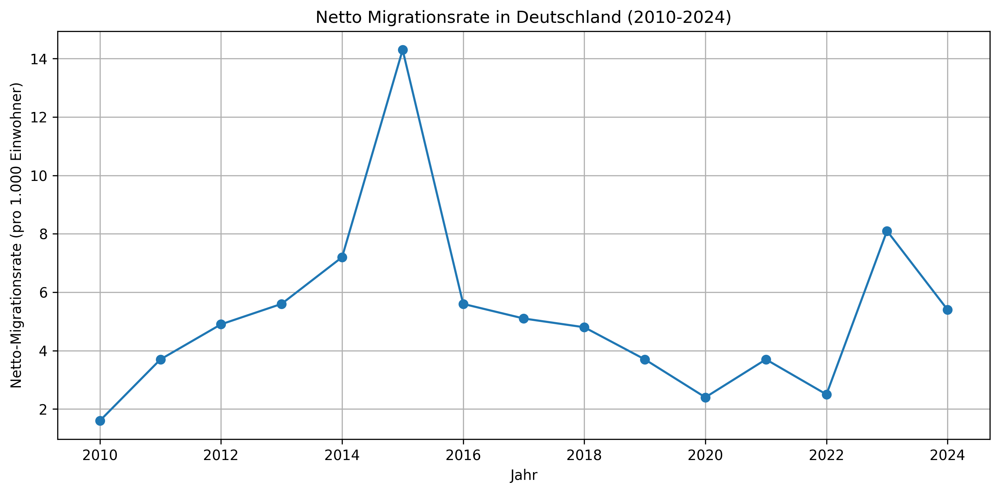 Netto Migrationsrate in Deutschland (2010-2024)
Netto-Migrationsrate (pro 1.000 Einwohner)
14
12
10
8
6
4
2
2010 2012 2014 2016 2018 2020 2022 2024
Jahr